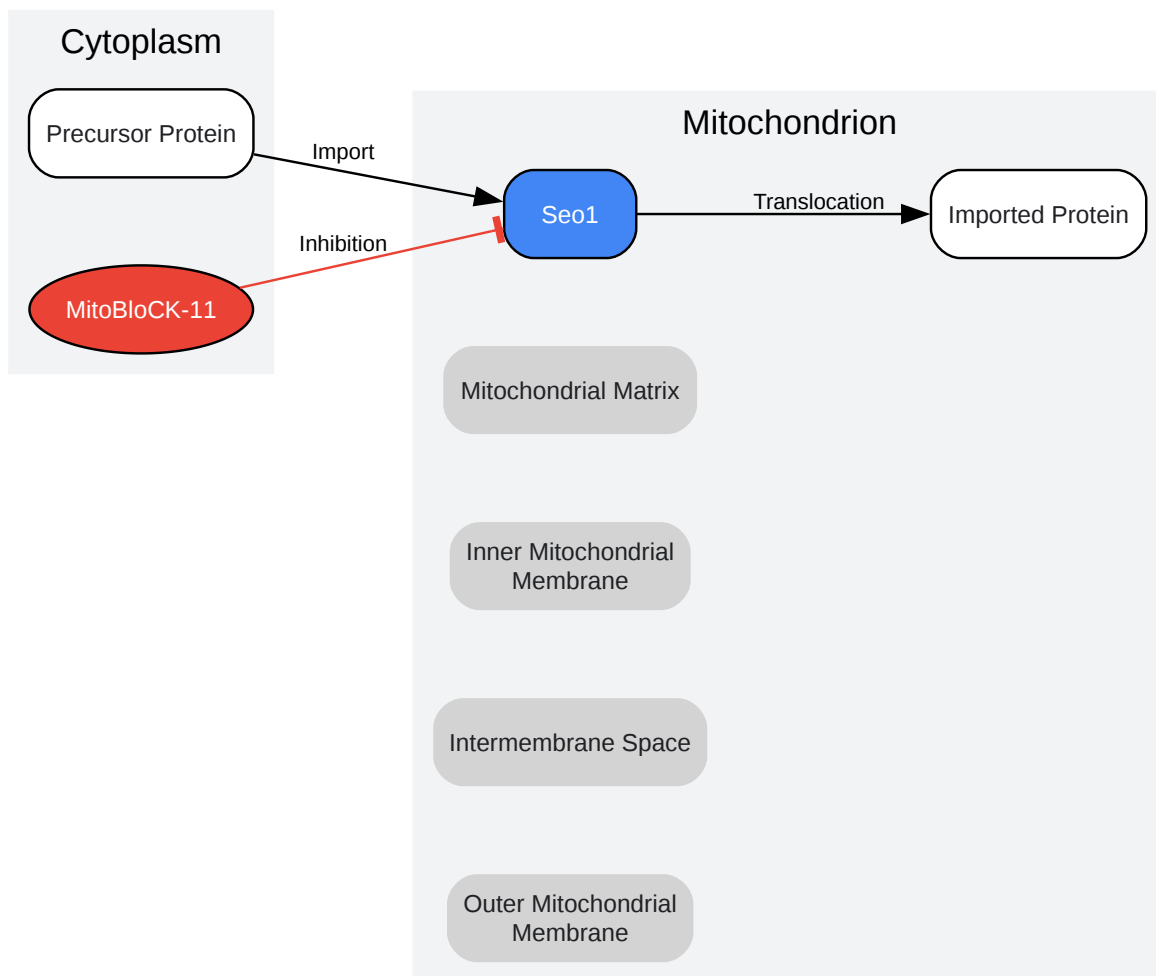 Cytoplasm
Precursor Protein
MitoBloCK-11
Import
Inhibition
Mitochondrion
Seo1
Translocation
Imported Protein
Mitochondrial Matrix
Inner Mitochondrial
Membrane
Intermembrane Space
Outer Mitochondrial
Membrane